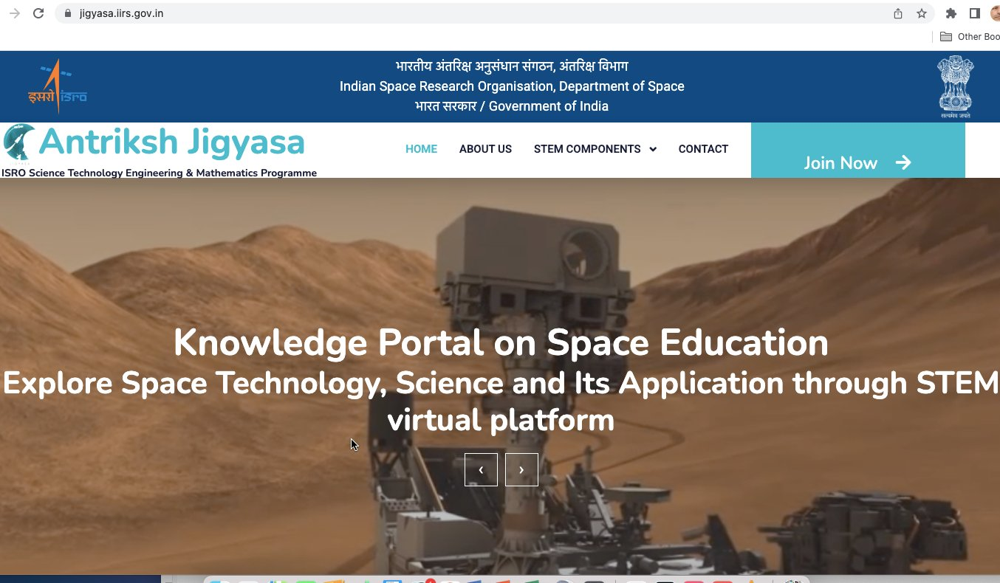 jigyasa.iirs.gov.in
Other Boo
भारतीय अंतरिक्ष अनुसंधान संगठन, अंतरिक्ष विभाग
Indian Space Research Organisation, Department of Space
भारत सरकार / Government of India
इसरो isro
सत्यमेव जयते
Antriksh Jigyasa
ISRO Science Technology Engineering & Mathematics Programme
HOME ABOUT US STEM COMPONENTS CONTACT
Join Now
Knowledge Portal on Space Education
Explore Space Technology, Science and Its Application through STEM
virtual platform